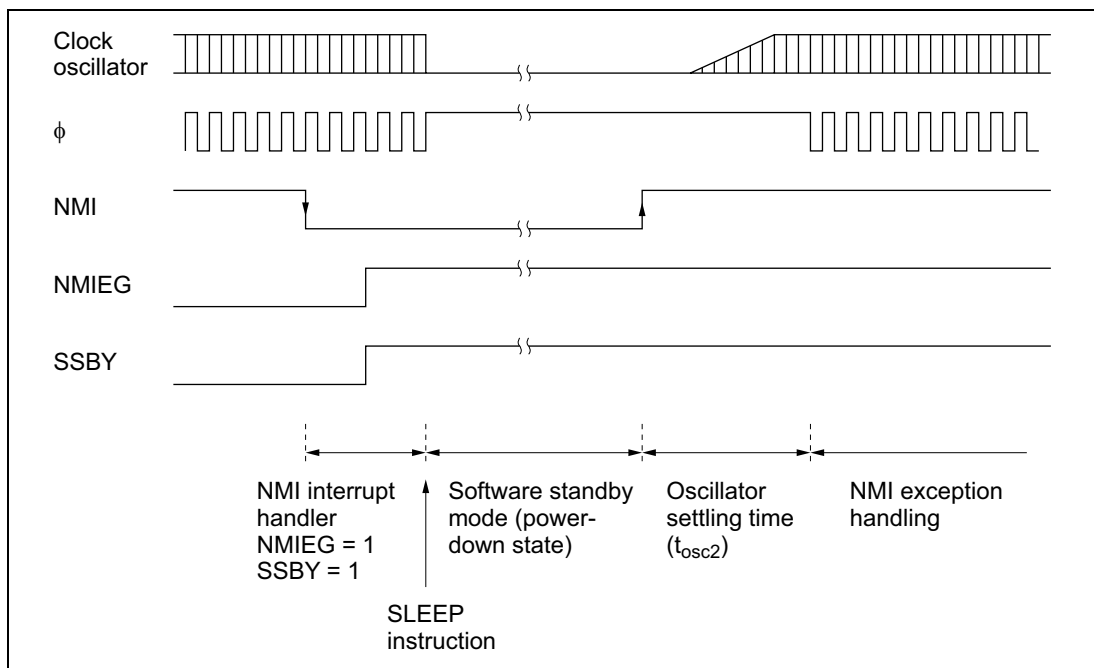 Clock
oscillator
ϕ
NMI
NMIEG
SSBY
NMI interrupt
handler
NMIEG = 1
SSBY = 1
Software standby
mode (power-
down state)
Oscillator
settling time
(tosc2)
NMI exception
handling
SLEEP
instruction